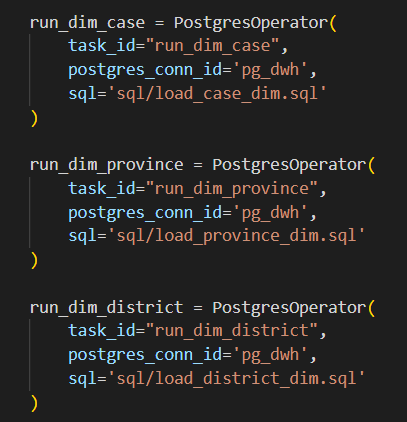 run_dim_case = PostgresOperator(
    task_id="run_dim_case",
    postgres_conn_id='pg_dwh',
    sql='sql/load_case_dim.sql'
)
run_dim_province = PostgresOperator(
    task_id="run_dim_province",
    postgres_conn_id='pg_dwh',
    sql='sql/load_province_dim.sql'
)
run_dim_district = PostgresOperator(
    task_id="run_dim_district",
    postgres_conn_id='pg_dwh',
    sql='sql/load_district_dim.sql'
)